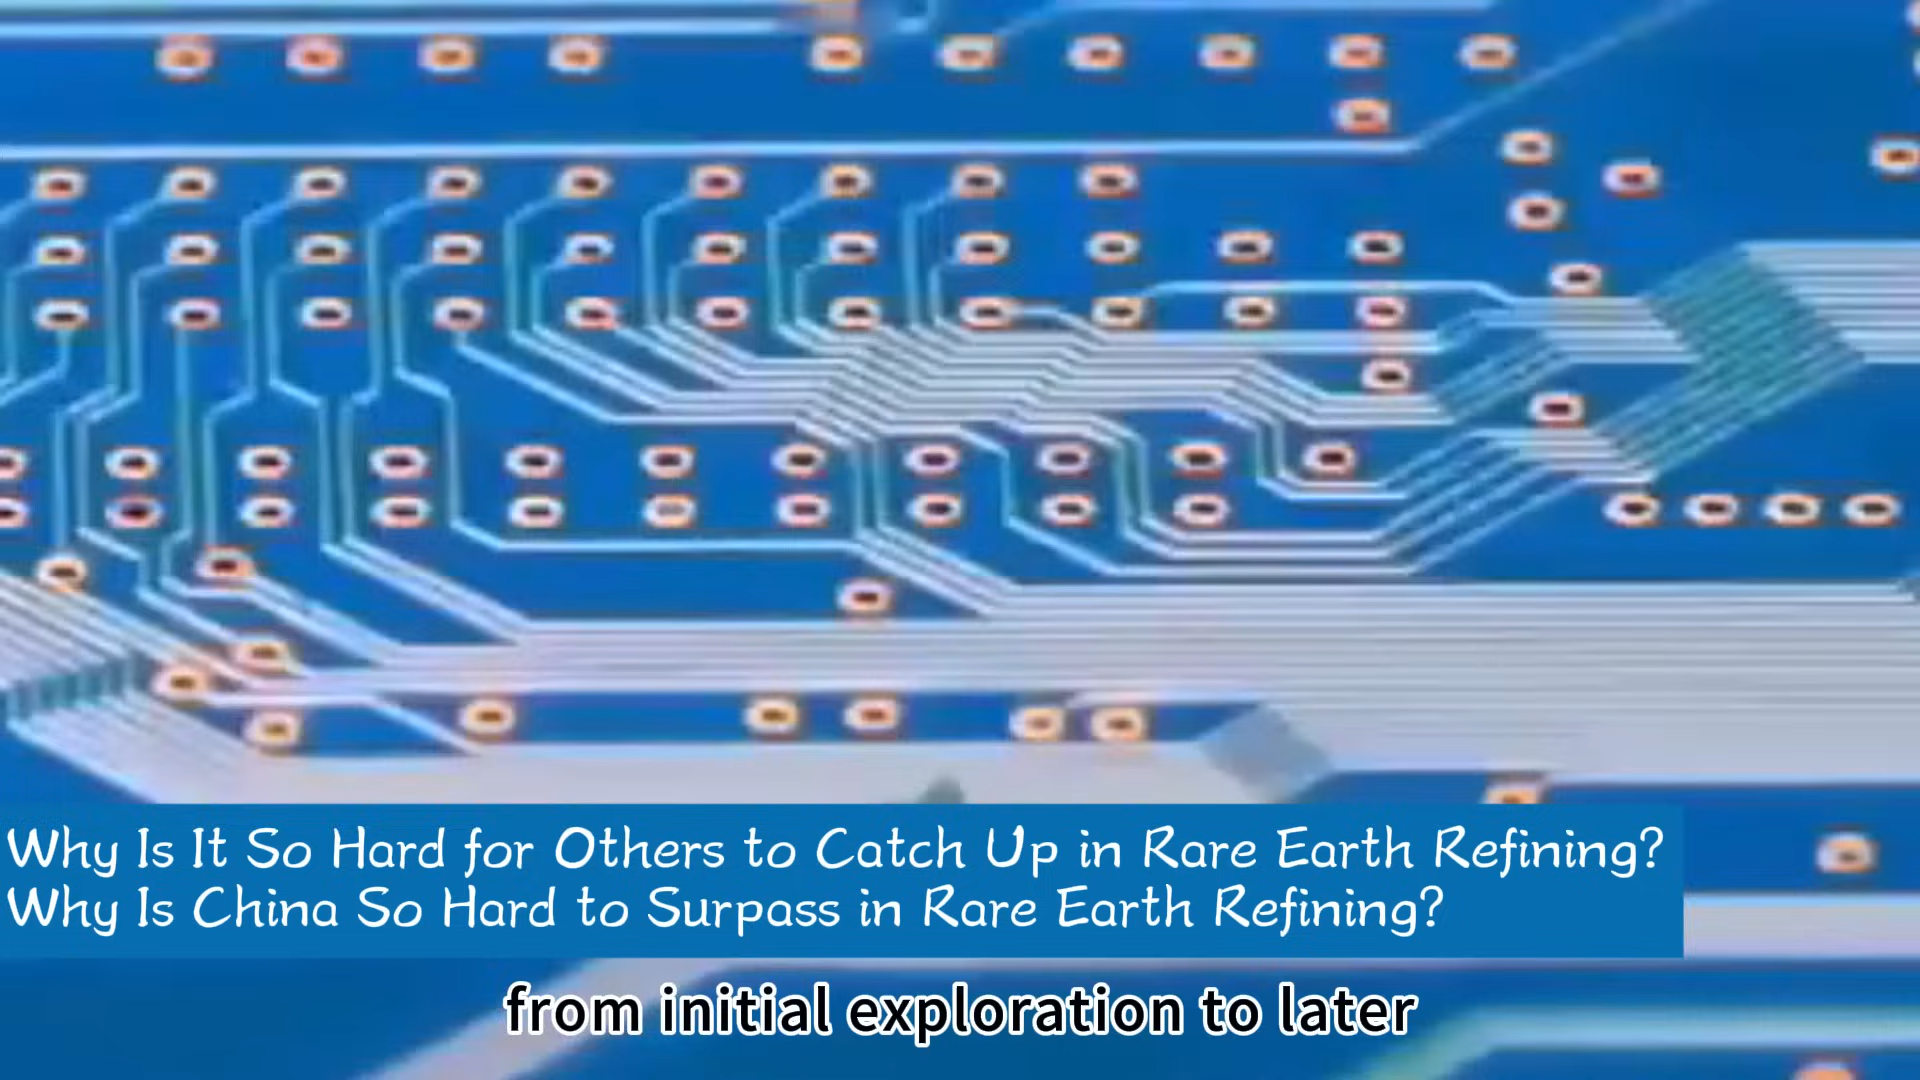 Why Is It So Hard for Others to Catch Up in Rare Earth Refining?
Why Is China So Hard to Surpass in Rare Earth Refining?
from initial exploration to later